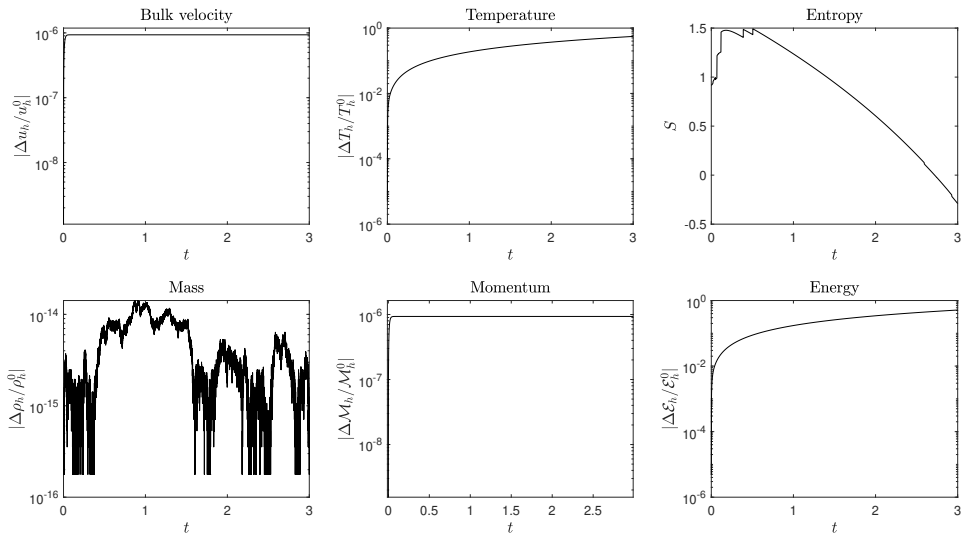 Bulk velocity
10^{-6}
10^{-7}
10^{-8}
|Δu_h/u_h^0|
0 1 2 3
t
Temperature
10^0
10^{-2}
10^{-4}
10^{-6}
|ΔT_h/T_h^0|
0 1 2 3
t
Entropy
1.5
1
0.5
0
-0.5
S
0 1 2 3
t
Mass
10^{-14}
10^{-15}
10^{-16}
|Δρ_h/ρ_h^0|
0 1 2 3
t
Momentum
10^{-6}
10^{-7}
10^{-8}
|Δℳ_h/ℳ_h^0|
0 0.5 1 1.5 2 2.5
t
Energy
10^0
10^{-2}
10^{-4}
10^{-6}
|Δℰ_h/ℰ_h^0|
0 1 2 3
t